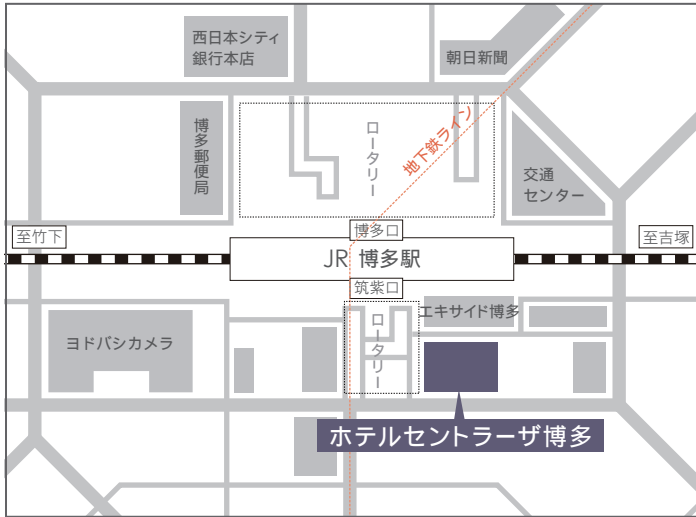 西日本シティ
銀行本店
朝日新聞
博多郵便局
ロータリー
地下鉄ライン
交通
センター
至竹下
博多口
至吉塚
JR 博多駅
筑紫口
エキサイド博多
ヨドバシカメラ
ロータリー
ホテルセントラーザ博多